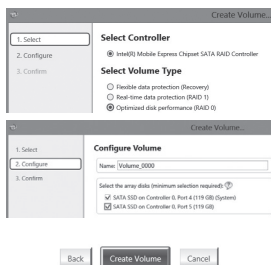 Create Volume...
1. Select
2. Configure
3. Confirm
Select Controller
Intel(R) Mobile Express Chipset SATA RAID Controller
Select Volume Type
Flexible data protection (Recovery)
Real-time data protection (RAID 1)
Optimized disk performance (RAID 0)
Create Volume...
1. Select
2. Configure
3. Confirm
Configure Volume
Name: Volume_0000
Select the array disks (minimum selection required):
SATA SSD on Controller 0, Port 4 (119 GB) (System)
SATA SSD on Controller 0, Port 5 (119 GB)
Back
Create Volume
Cancel